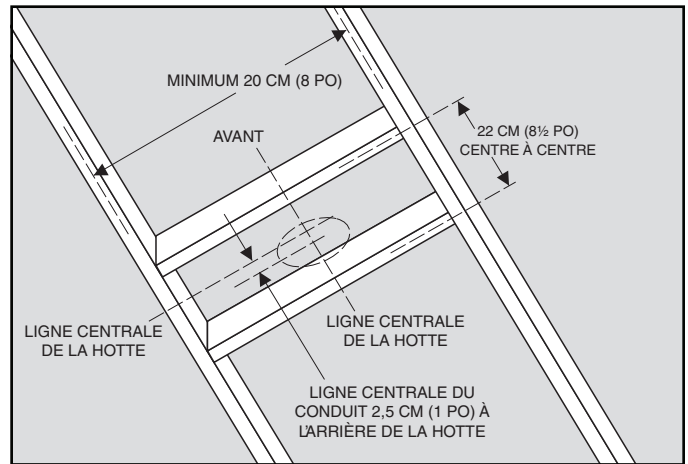 MINIMUM 20 CM (8 PO)
AVANT
22 CM (8½ PO)
CENTRE À CENTRE
LIGNE CENTRALE
DE LA HOTTE
LIGNE CENTRALE
DE LA HOTTE
LIGNE CENTRALE DU
CONDUIT 2,5 CM (1 PO) À
L'ARRIÈRE DE LA HOTTE